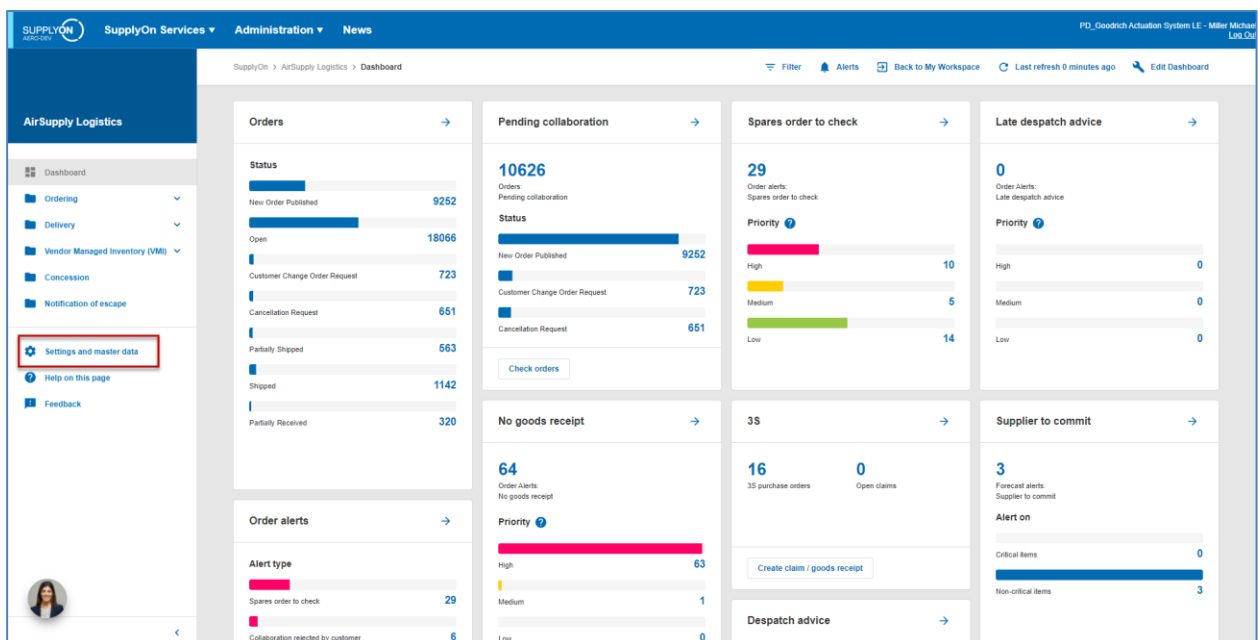 SUPPLYON
AERO-DEV
SupplyOn Services
Administration
News
PD_Goodrich Actuation System LE - Miller Michae
Log Ou
SupplyOn > AirSupply Logistics > Dashboard
Filter
Alerts
Back to My Workspace
Last refresh 0 minutes ago
Edit Dashboard
AirSupply Logistics
Dashboard
Ordering
Delivery
Vendor Managed Inventory (VMI)
Concession
Notification of escape
Settings and master data
Help on this page
Feedback
Orders
Status
New Order Published 9252
Open 18066
Customer Change Order Request 723
Cancellation Request 651
Partially Shipped 563
Shipped 1142
Partially Received 320
Order alerts
Alert type
Spares order to check 29
Collaboration rejected by customer 6
Pending collaboration
10626
Orders:
Pending collaboration
Status
New Order Published 9252
Customer Change Order Request 723
Cancellation Request 651
Check orders
No goods receipt
64
Order Alerts:
No goods receipt
Priority ?
High 63
Medium 1
Low 0
Spares order to check
29
Order alerts:
Spares order to check
Priority ?
High 10
Medium 5
Low 14
3S
16 0
3S purchase orders Open claims
Create claim / goods receipt
Despatch advice
Late despatch advice
0
Order Alerts:
Late despatch advice
Priority ?
High 0
Medium 0
Low 0
Supplier to commit
3
Forecast alerts:
Supplier to commit
Alert on
Critical items 0
Non-critical items 3